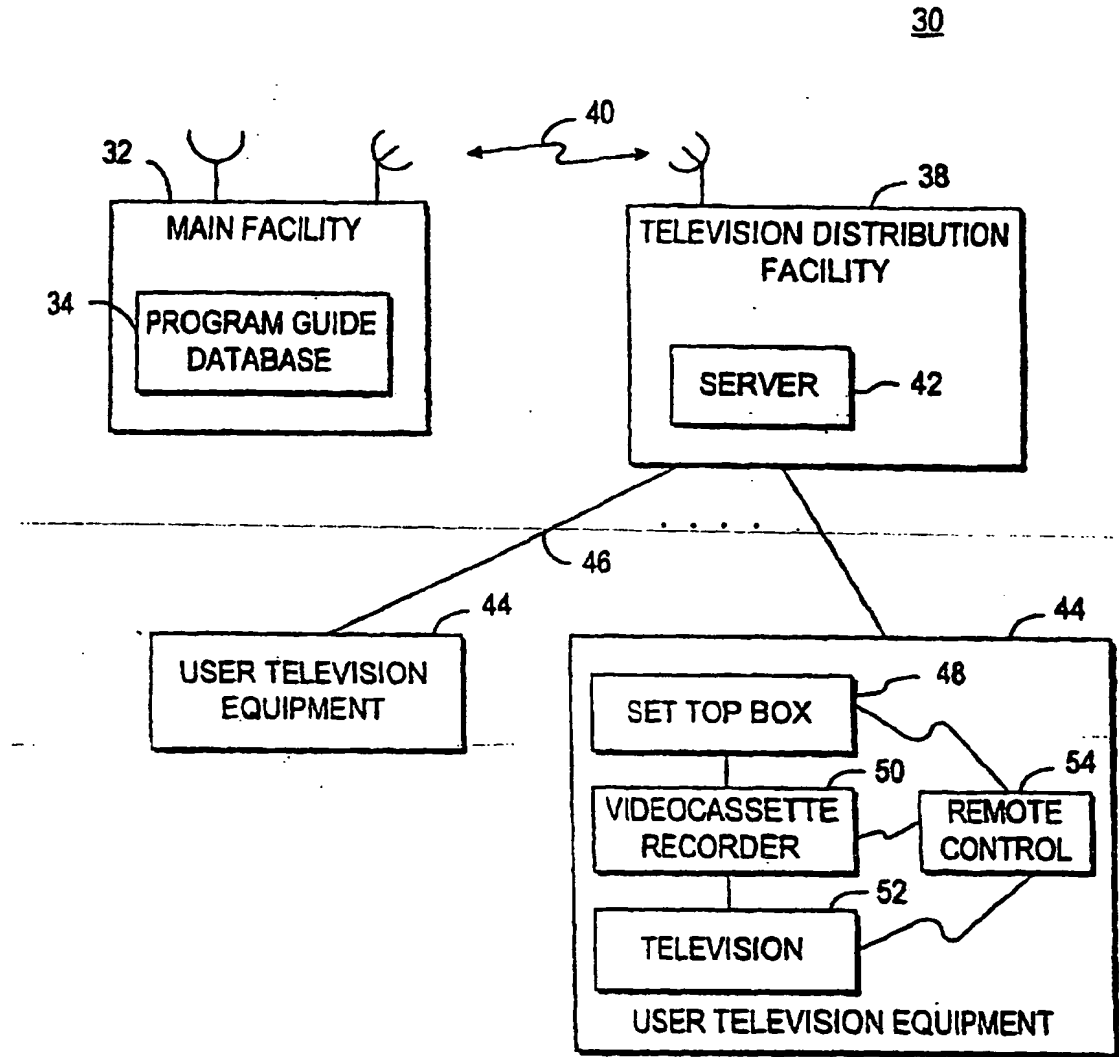 30
40
32
38
MAIN FACILITY
TELEVISION DISTRIBUTION
FACILITY
34
PROGRAM GUIDE
DATABASE
SERVER
42
46
44
44
USER TELEVISION
EQUIPMENT
48
SET TOP BOX
50
54
VIDEOCASSETTE
RECORDER
REMOTE
CONTROL
52
TELEVISION
USER TELEVISION EQUIPMENT